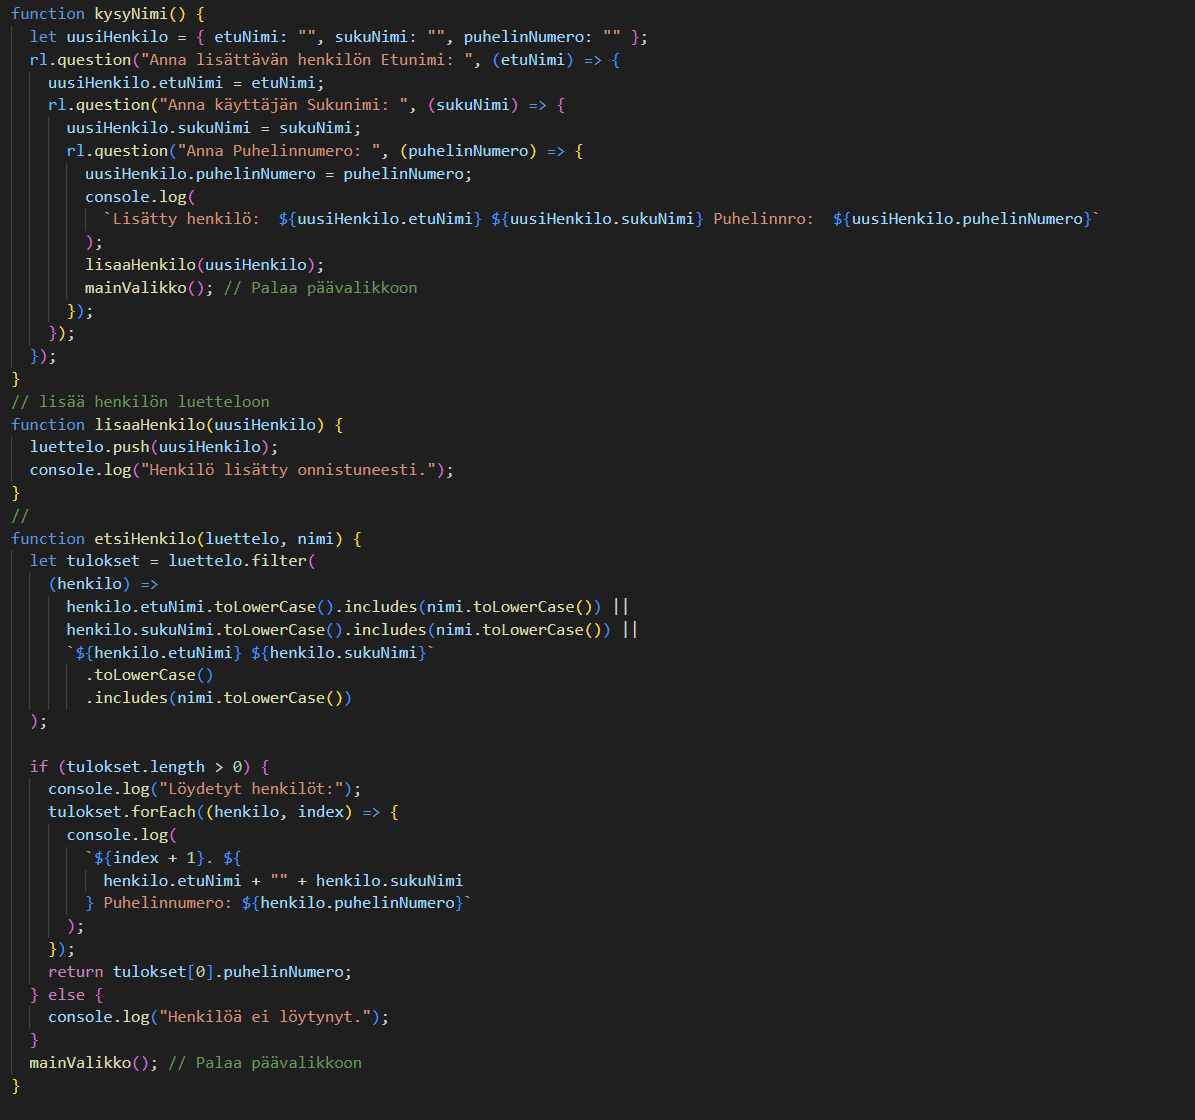 function kysyNimi() {
let uusiHenkilo = { etuNimi: "", sukuNimi: "", puhelinNumero: "" };
rl.question("Anna lisättävän henkilön Etunimi: ", (etuNimi) => {
uusiHenkilo.etuNimi = etuNimi;
rl.question("Anna käyttäjän Sukunimi: ", (sukuNimi) => {
uusiHenkilo.sukuNimi = sukuNimi;
rl.question("Anna Puhelinnumero: ", (puhelinNumero) => {
uusiHenkilo.puhelinNumero = puhelinNumero;
console.log(
`Lisätty henkilö:  ${uusiHenkilo.etuNimi} ${uusiHenkilo.sukuNimi} Puhelinnro:  ${uusiHenkilo.puhelinNumero}`
);
lisaaHenkilo(uusiHenkilo);
mainValikko(); // Palaa päävalikkoon
});
});
});
}
// lisää henkilön luetteloon
function lisaaHenkilo(uusiHenkilo) {
luettelo.push(uusiHenkilo);
console.log("Henkilö lisätty onnistuneesti.");
}
//
function etsiHenkilo(luettelo, nimi) {
let tulokset = luettelo.filter(
(henkilo) =>
henkilo.etuNimi.toLowerCase().includes(nimi.toLowerCase()) ||
henkilo.sukuNimi.toLowerCase().includes(nimi.toLowerCase()) ||
`${henkilo.etuNimi} ${henkilo.sukuNimi}`
.toLowerCase()
.includes(nimi.toLowerCase())
);
if (tulokset.length > 0) {
console.log("Löydetyt henkilöt:");
tulokset.forEach((henkilo, index) => {
console.log(
`${index + 1}. ${
henkilo.etuNimi + "" + henkilo.sukuNimi
} Puhelinnumero: ${henkilo.puhelinNumero}`
);
});
return tulokset[0].puhelinNumero;
} else {
console.log("Henkilöä ei löytynyt.");
}
mainValikko(); // Palaa päävalikkoon
}